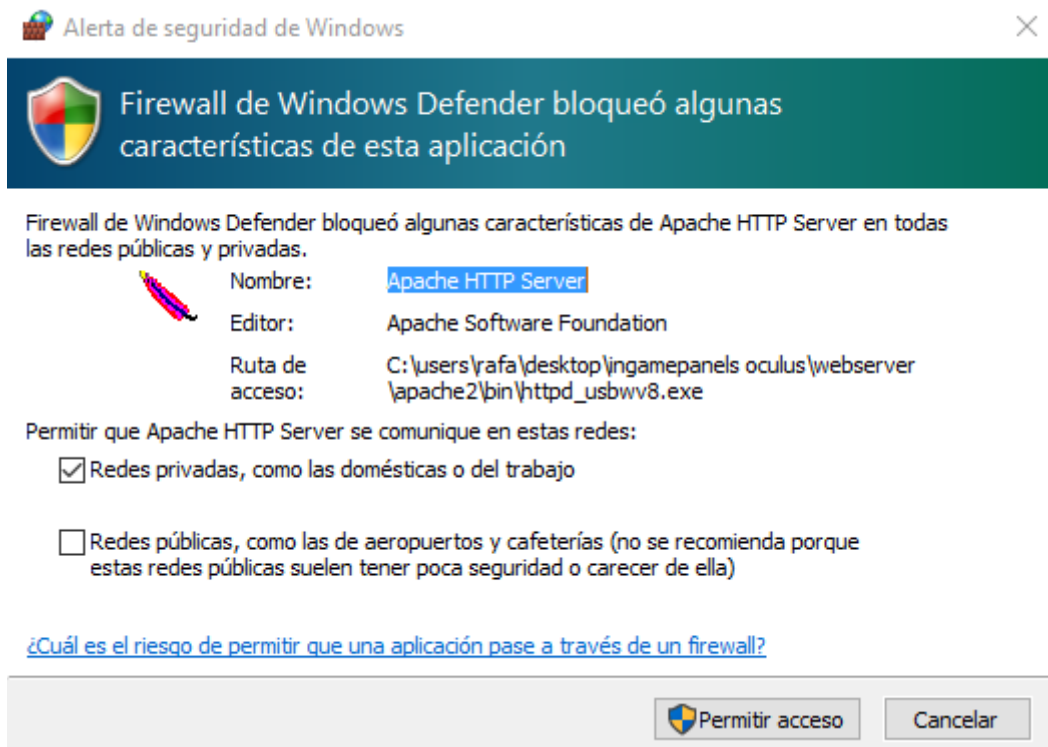 Alerta de seguridad de Windows
Firewall de Windows Defender bloqueó algunas
características de esta aplicación
Firewall de Windows Defender bloqueó algunas características de Apache HTTP Server en todas
las redes públicas y privadas.
Nombre: Apache HTTP Server
Editor: Apache Software Foundation
Ruta de acceso: C:\users\rafa\desktop\ingamepanels oculus\webserver
\apache2\bin\httpd_usbwv8.exe
Permitir que Apache HTTP Server se comunique en estas redes:
Redes privadas, como las domésticas o del trabajo
Redes públicas, como las de aeropuertos y cafeterías (no se recomienda porque
estas redes públicas suelen tener poca seguridad o carecer de ella)
¿Cuál es el riesgo de permitir que una aplicación pase a través de un firewall?
Permitir acceso Cancelar